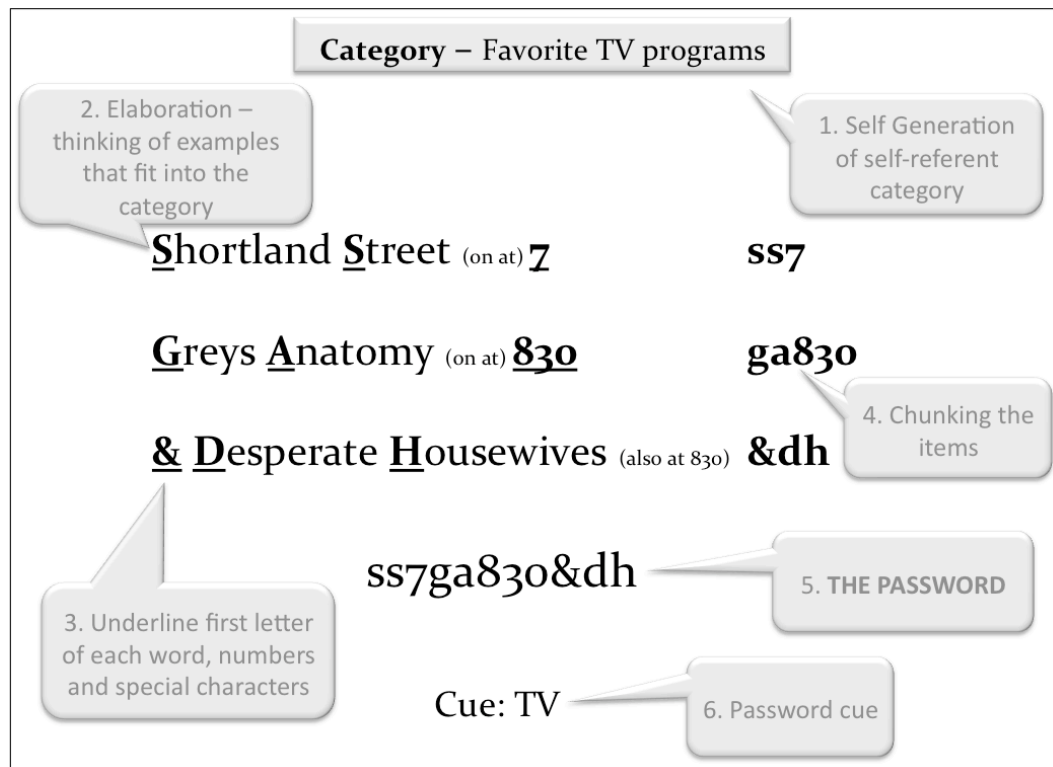 Category – Favorite TV programs
2. Elaboration –
thinking of examples
that fit into the
category
1. Self Generation
of self-referent
category
Shortland Street (on at) 7
ss7
Greys Anatomy (on at) 830
ga830
4. Chunking the
items
& Desperate Housewives (also at 830)
&dh
ss7ga830&dh
5. THE PASSWORD
3. Underline first letter
of each word, numbers
and special characters
Cue: TV
6. Password cue